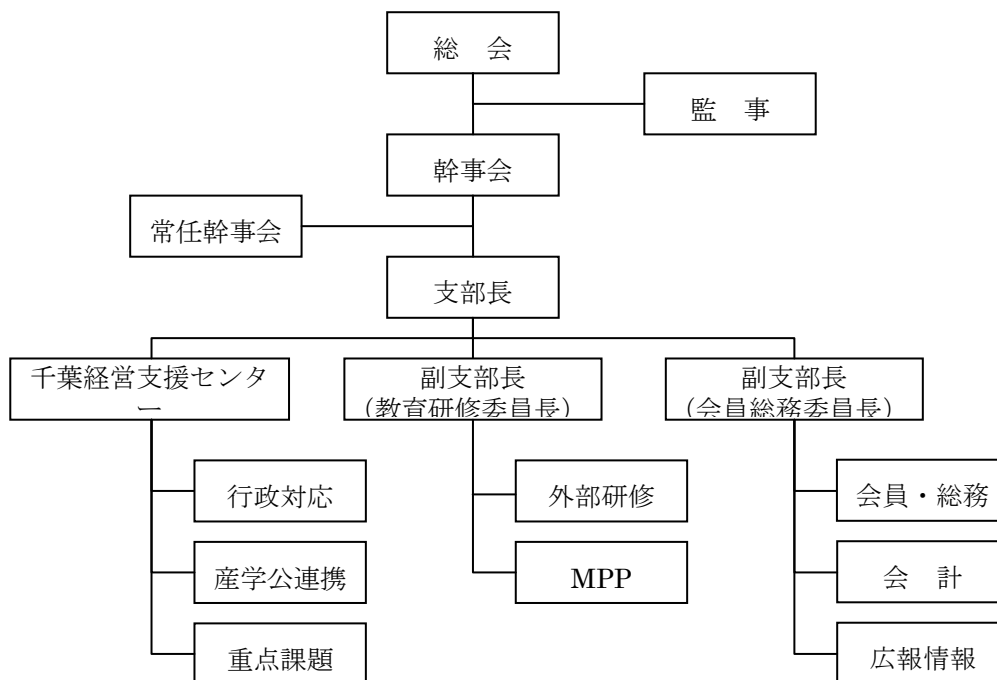 総　会
監　事
幹事会
常任幹事会
支部長
千葉経営支援センタ
ー
副支部長
（教育研修委員長）
副支部長
（会員総務委員長）
行政対応
外部研修
会員・総務
産学公連携
MPP
会　計
重点課題
広報情報